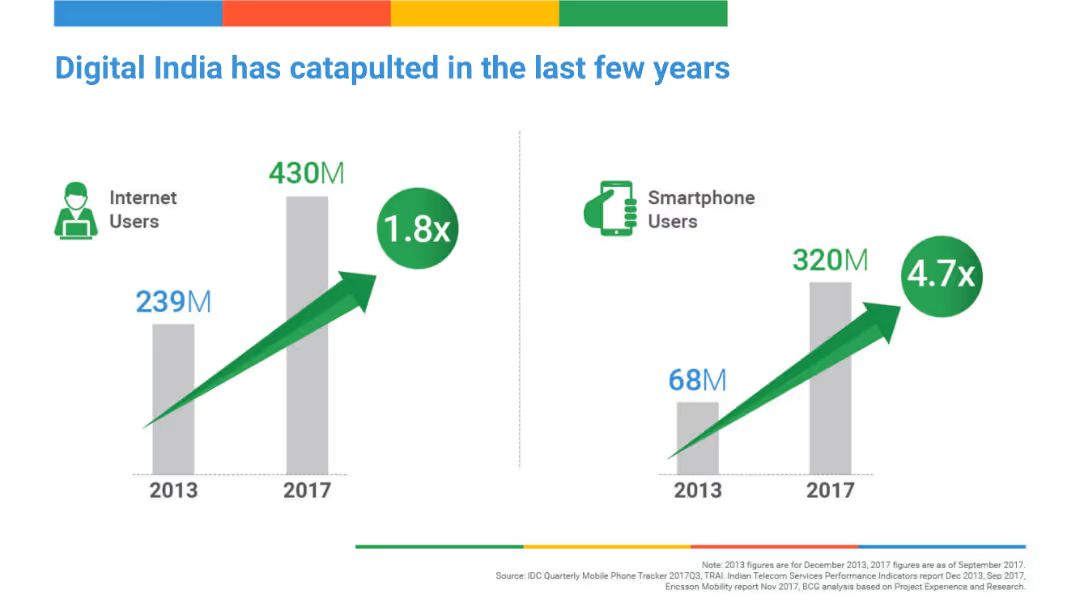 Digital India has catapulted in the last few years
Internet
Users
430M
1.8x
239M
2013
2017
Smartphone
Users
320M
4.7x
68M
2013
2017
Note: 2013 figures are for December 2013, 2017 figures are as of September 2017.
Source: IDC Quarterly Mobile Phone Tracker 2017Q3, TRAI: Indian Telecom Services Performance Indicators report Dec 2013, Sep 2017,
Ericsson Mobility report Nov 2017, BCG analysis based on Project Experience and Research.